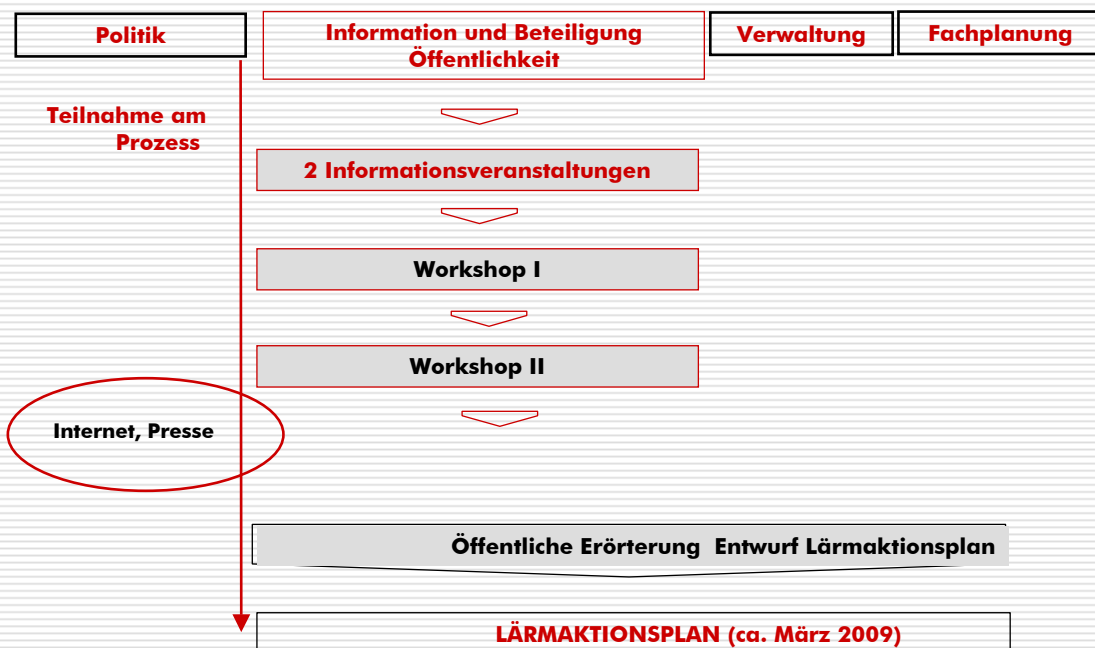 Politik
Information und Beteiligung
Öffentlichkeit
Verwaltung
Fachplanung
Teilnahme am
Prozess
2 Informationsveranstaltungen
Workshop I
Workshop II
Internet, Presse
Öffentliche Erörterung Entwurf Lärmaktionsplan
LÄRMAKTIONSPLAN (ca. März 2009)